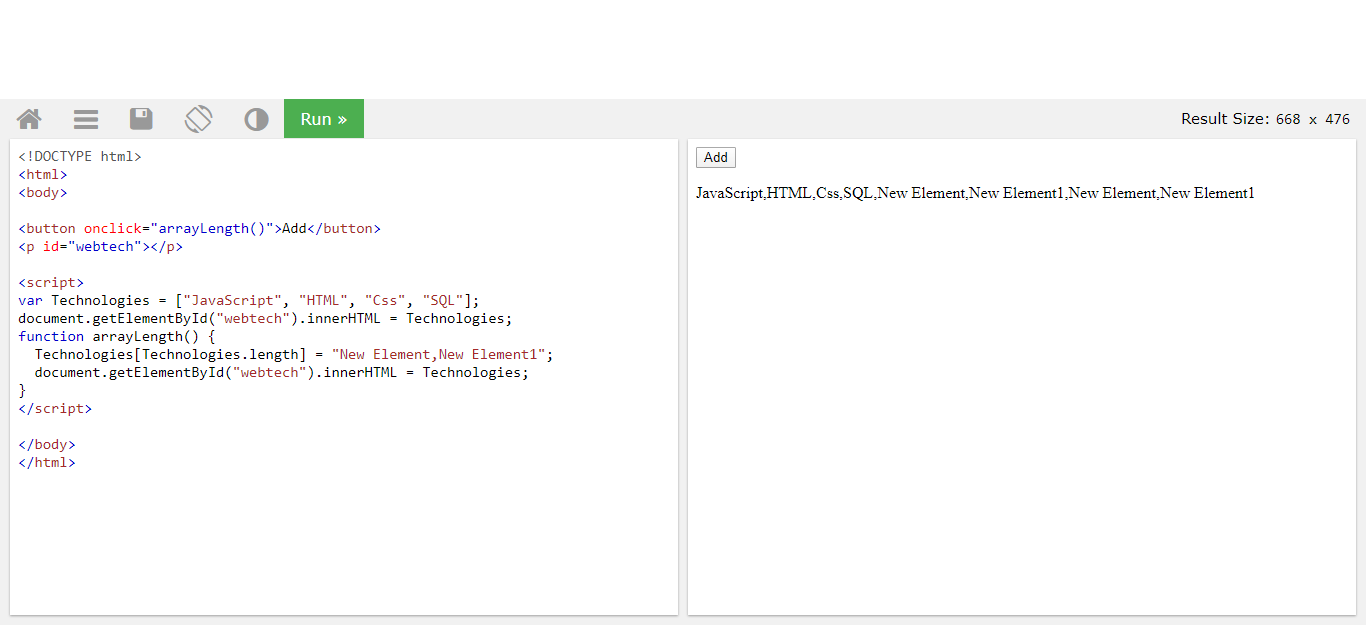 Run »
Result Size: 668 x 476
<!DOCTYPE html>
<html>
<body>
<button onclick="arrayLength()">Add</button>
<p id="webtech"></p>
<script>
var Technologies = ["JavaScript", "HTML", "Css", "SQL"];
document.getElementById("webtech").innerHTML = Technologies;
function arrayLength() {
  Technologies[Technologies.length] = "New Element,New Element1";
  document.getElementById("webtech").innerHTML = Technologies;
}
</script>
</body>
</html>
Add
JavaScript,HTML,Css,SQL,New Element,New Element1,New Element,New Element1